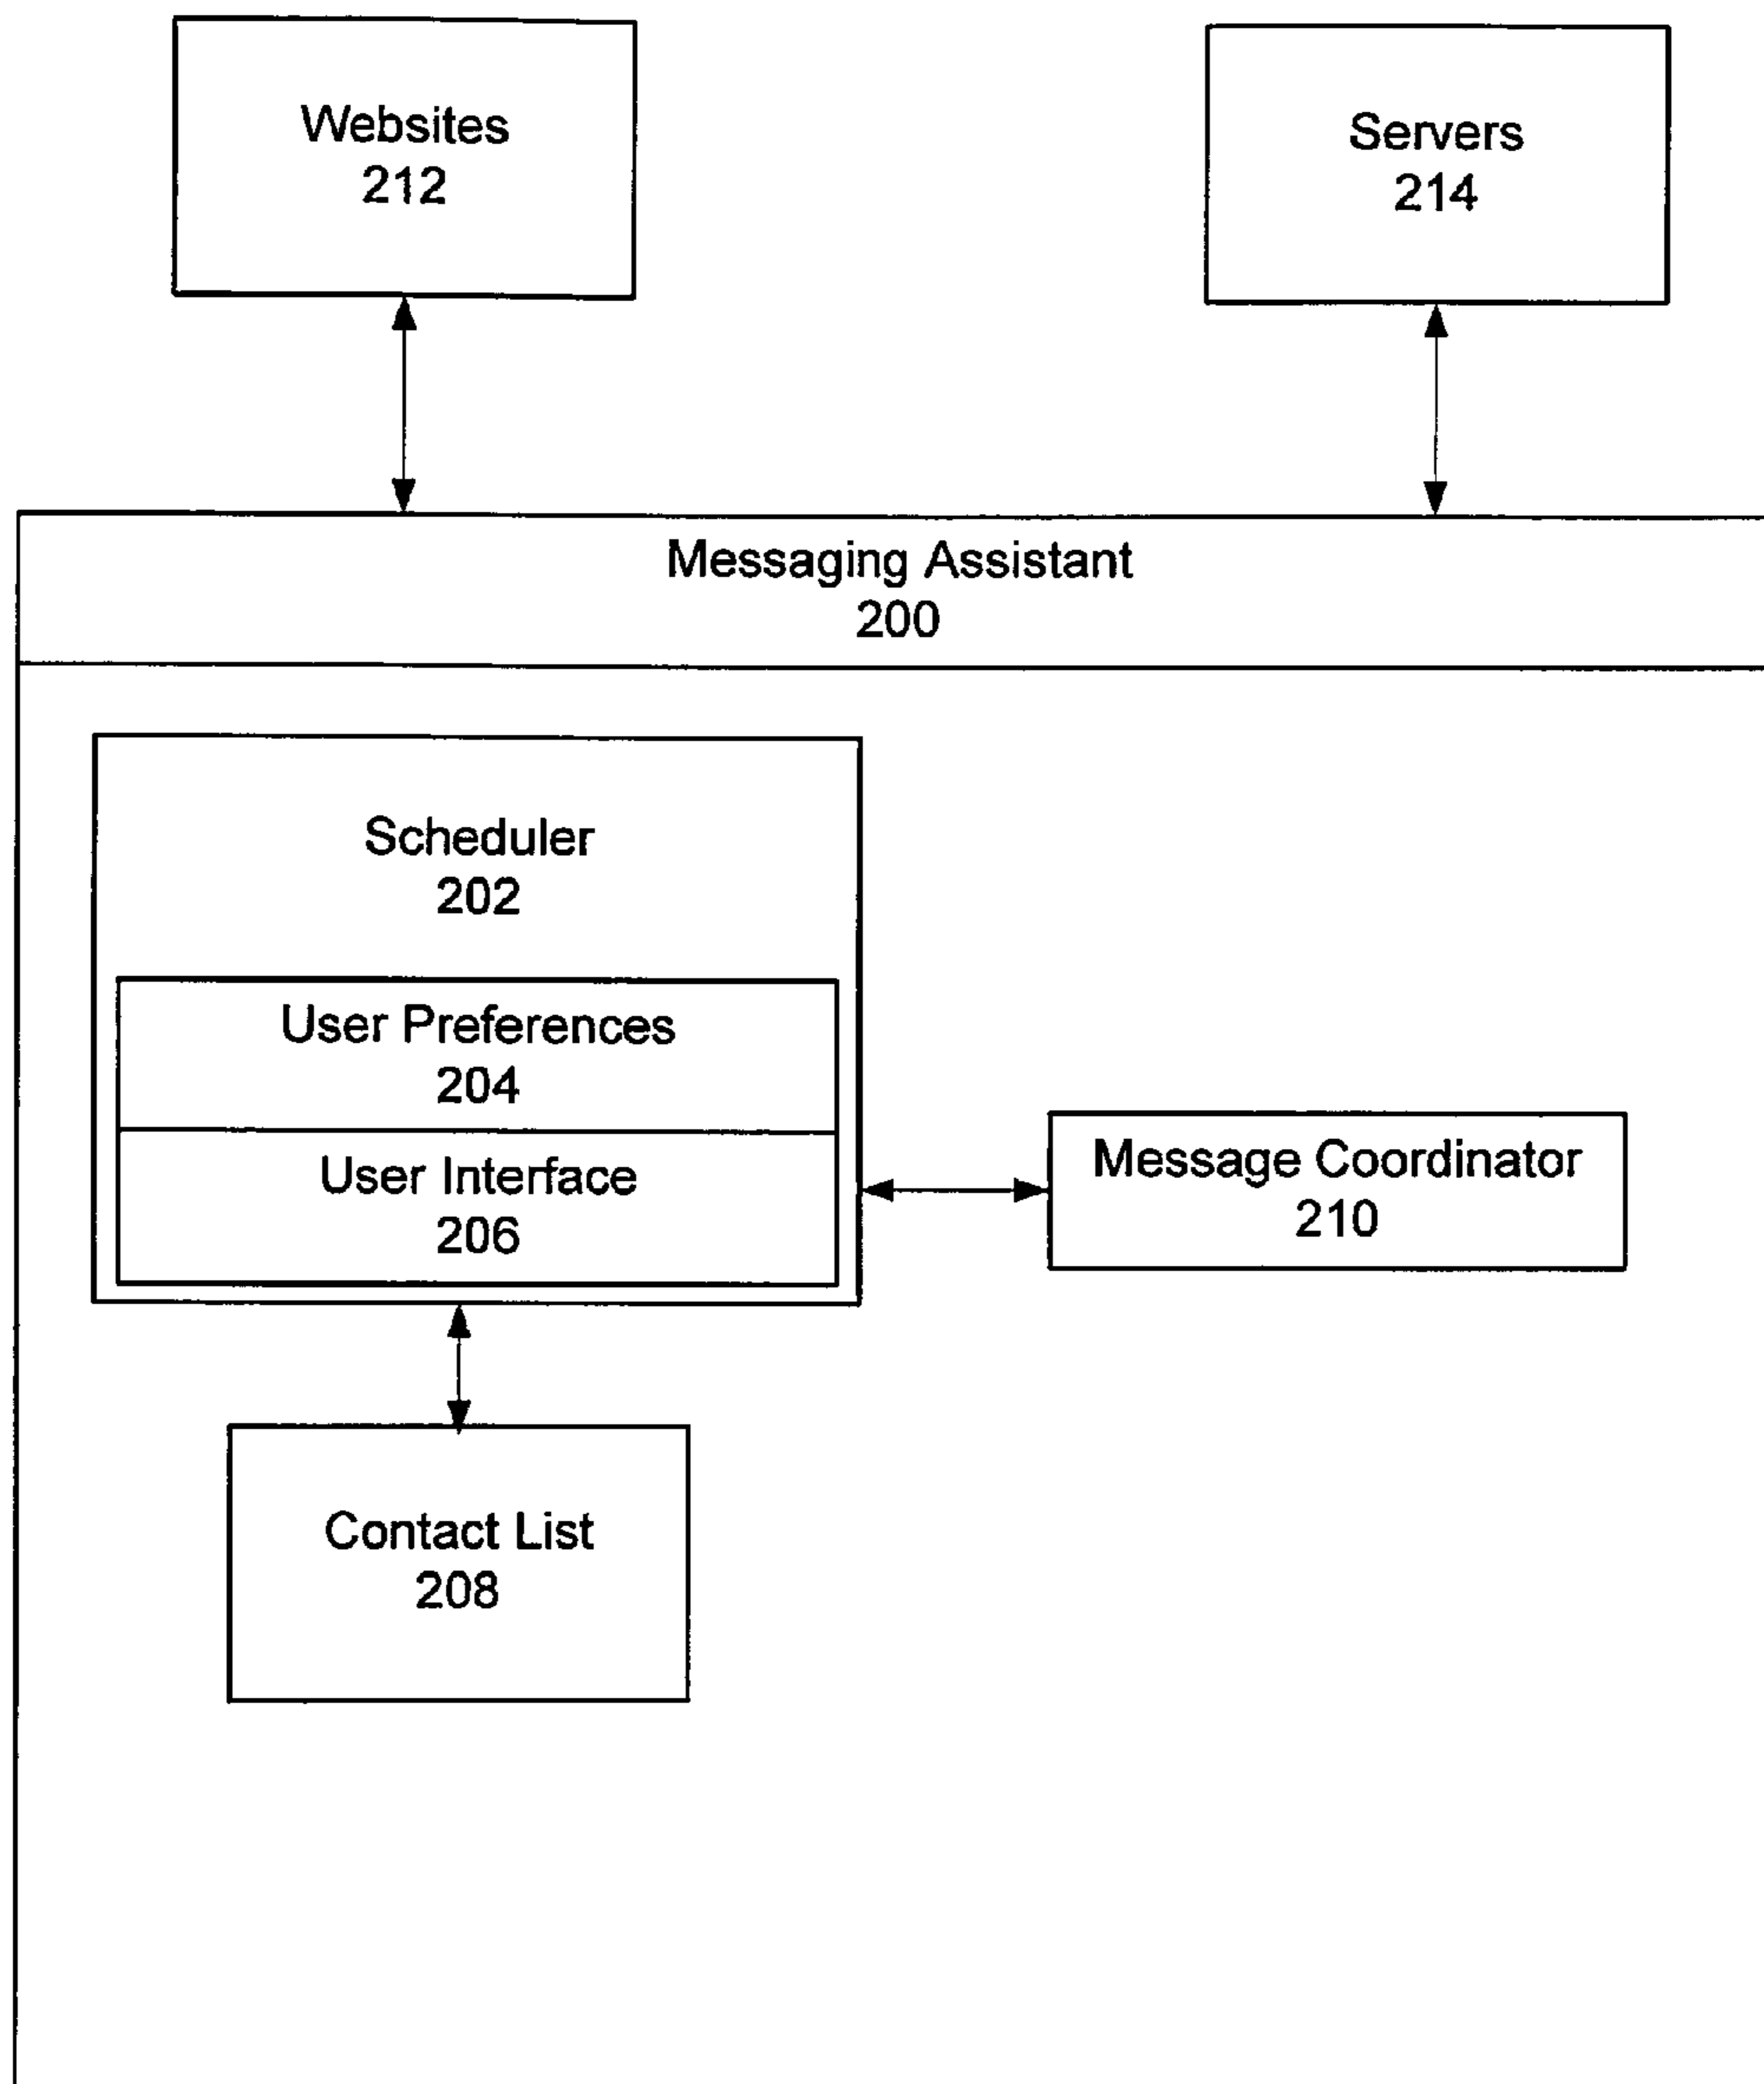 Websites
212
Servers
214
Messaging Assistant
200
Scheduler
202
User Preferences
204
User Interface
206
Message Coordinator
210
Contact List
208